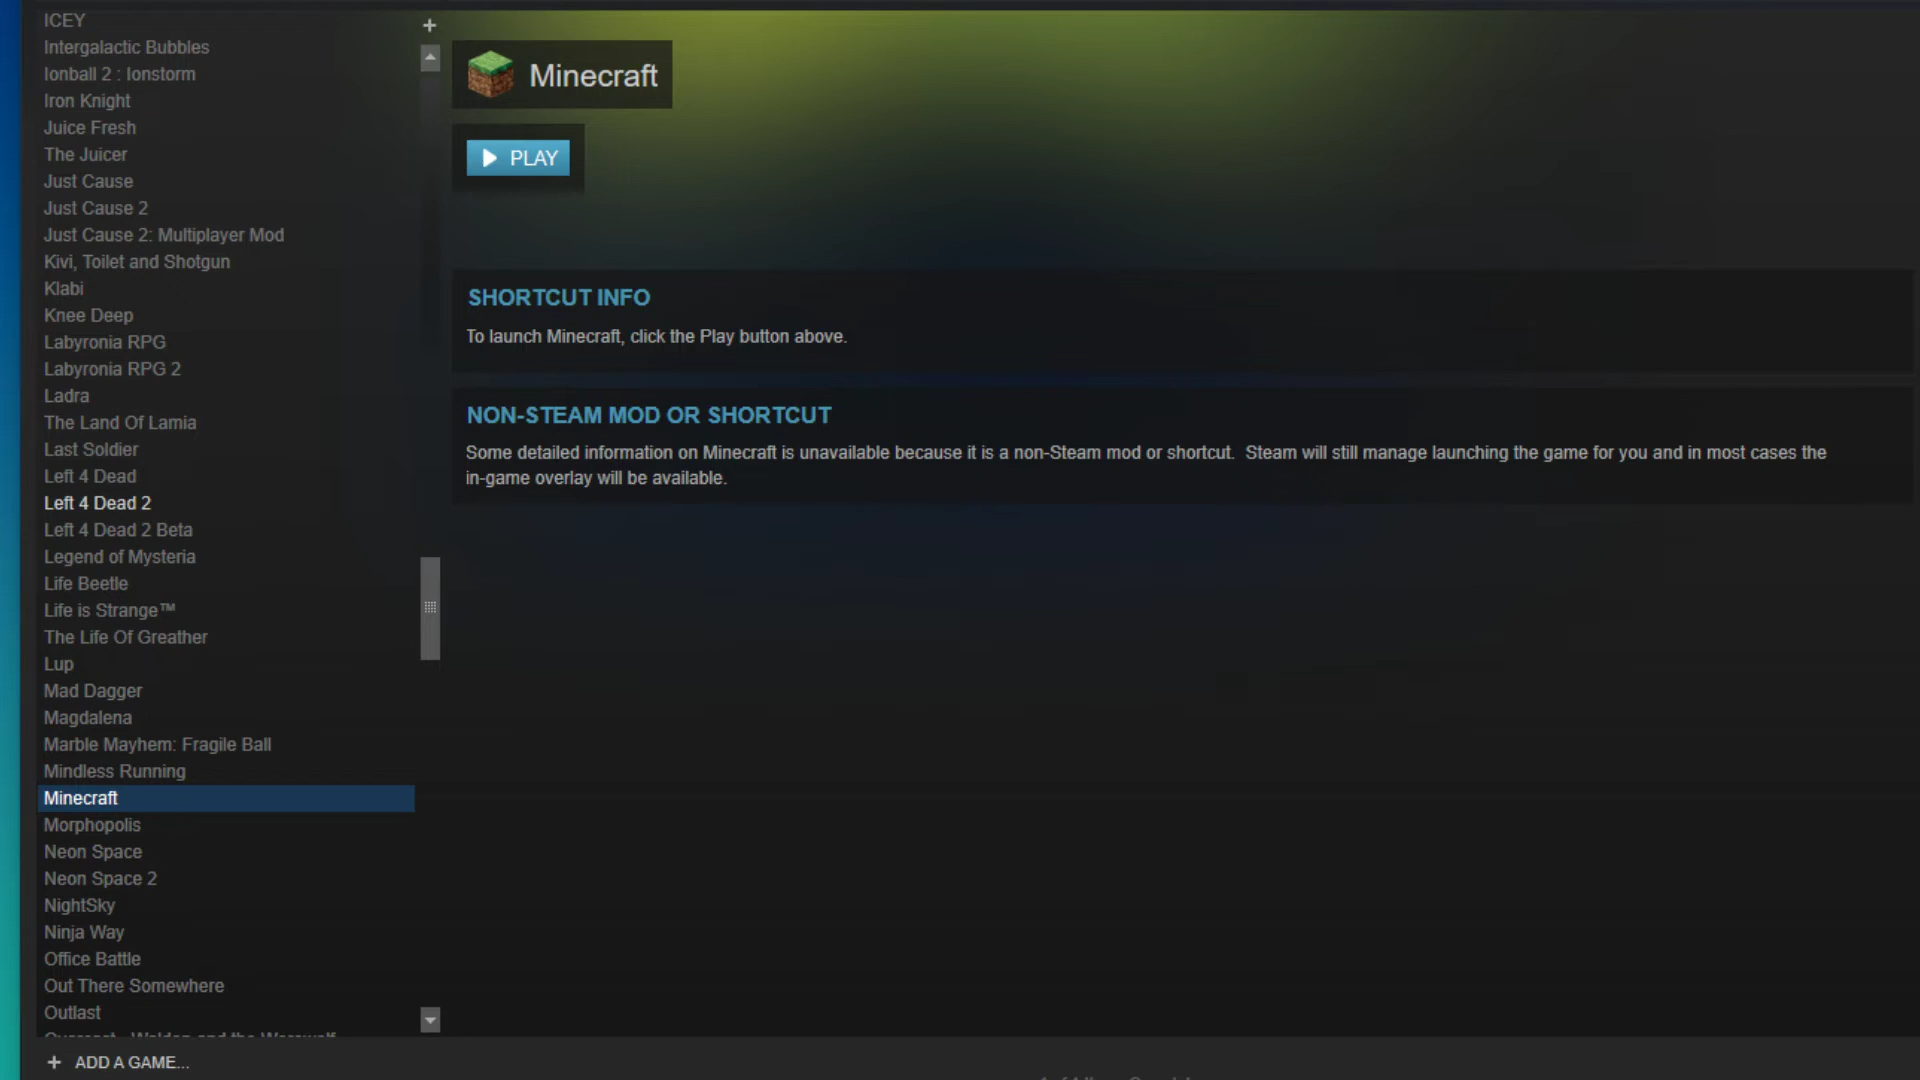 ICEY
Intergalactic Bubbles
Ionball 2 : Ionstorm
Iron Knight
Juice Fresh
The Juicer
Just Cause
Just Cause 2
Just Cause 2: Multiplayer Mod
Kivi, Toilet and Shotgun
Klabi
Knee Deep
Labyronia RPG
Labyronia RPG 2
Ladra
The Land Of Lamia
Last Soldier
Left 4 Dead
Left 4 Dead 2
Left 4 Dead 2 Beta
Legend of Mysteria
Life Beetle
Life is Strange™
The Life Of Greather
Lup
Mad Dagger
Magdalena
Marble Mayhem: Fragile Ball
Mindless Running
Minecraft
Morphopolis
Neon Space
Neon Space 2
NightSky
Ninja Way
Office Battle
Out There Somewhere
Outlast
+ ADD A GAME...
+
Minecraft
PLAY
SHORTCUT INFO
To launch Minecraft, click the Play button above.
NON-STEAM MOD OR SHORTCUT
Some detailed information on Minecraft is unavailable because it is a non-Steam mod or shortcut.  Steam will still manage launching the game for you and in most cases the
in-game overlay will be available.